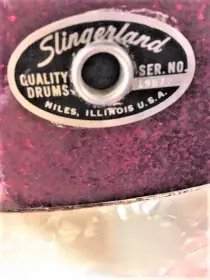 Slingerland
QUALITY SER. NO.
DRUMS
NILES, ILLINOIS U.S.A.